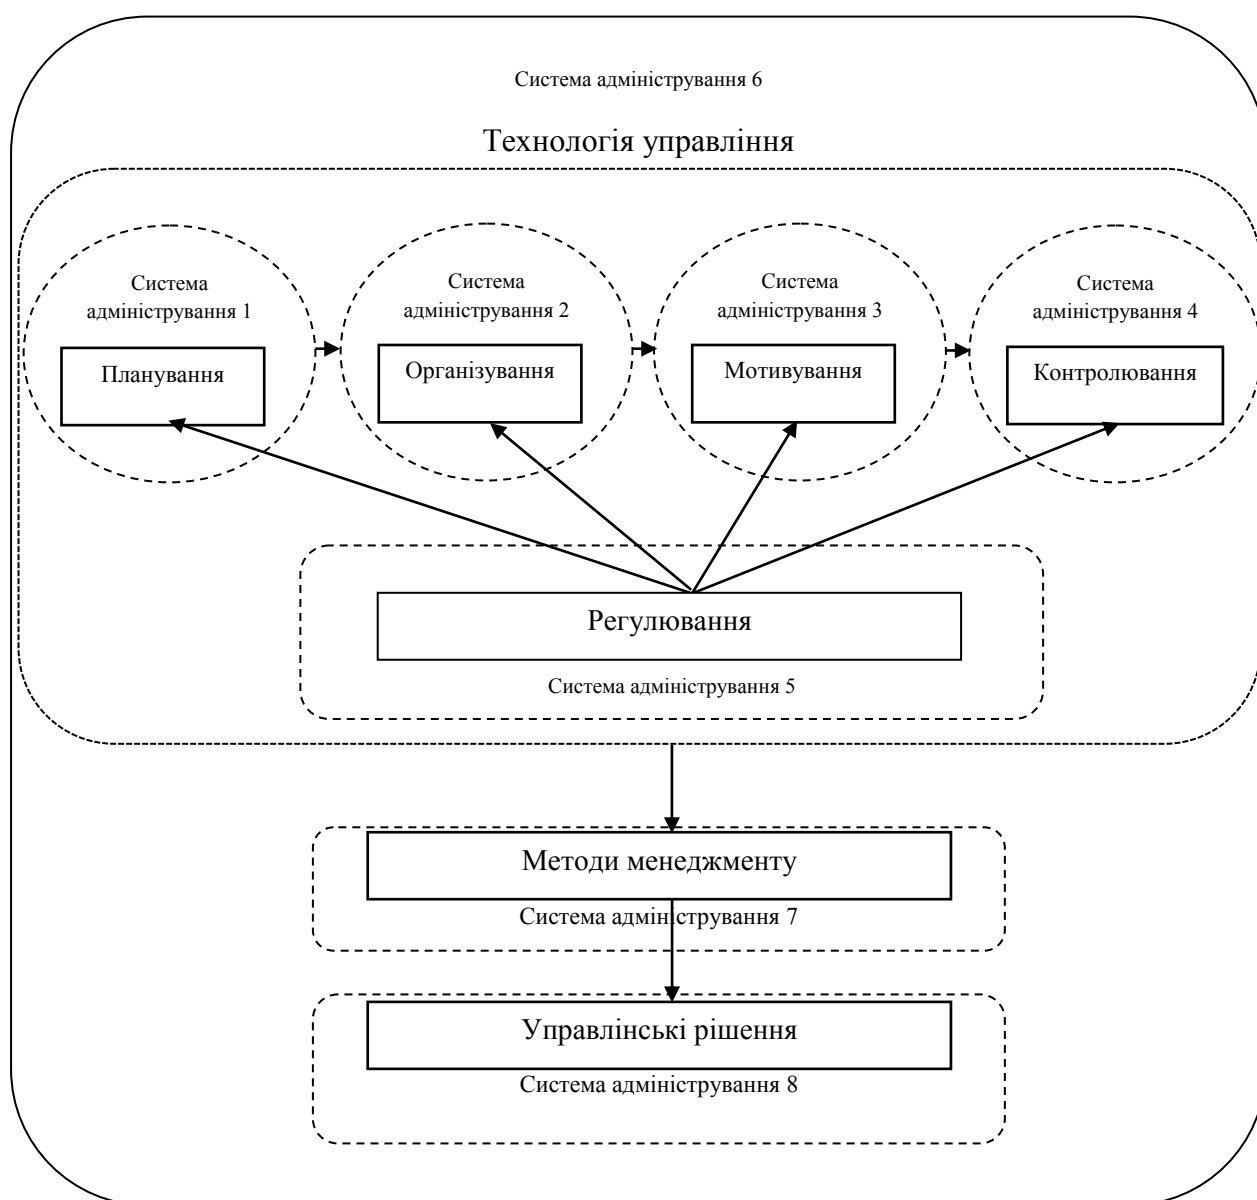 Система адміністрування 6
Технологія управління
Система
адміністрування 1
Планування
Система
адміністрування 2
Організування
Система
адміністрування 3
Мотивування
Система
адміністрування 4
Контролювання
Регулювання
Система адміністрування 5
Методи менеджменту
Система адміністрування 7
Управлінські рішення
Система адміністрування 8